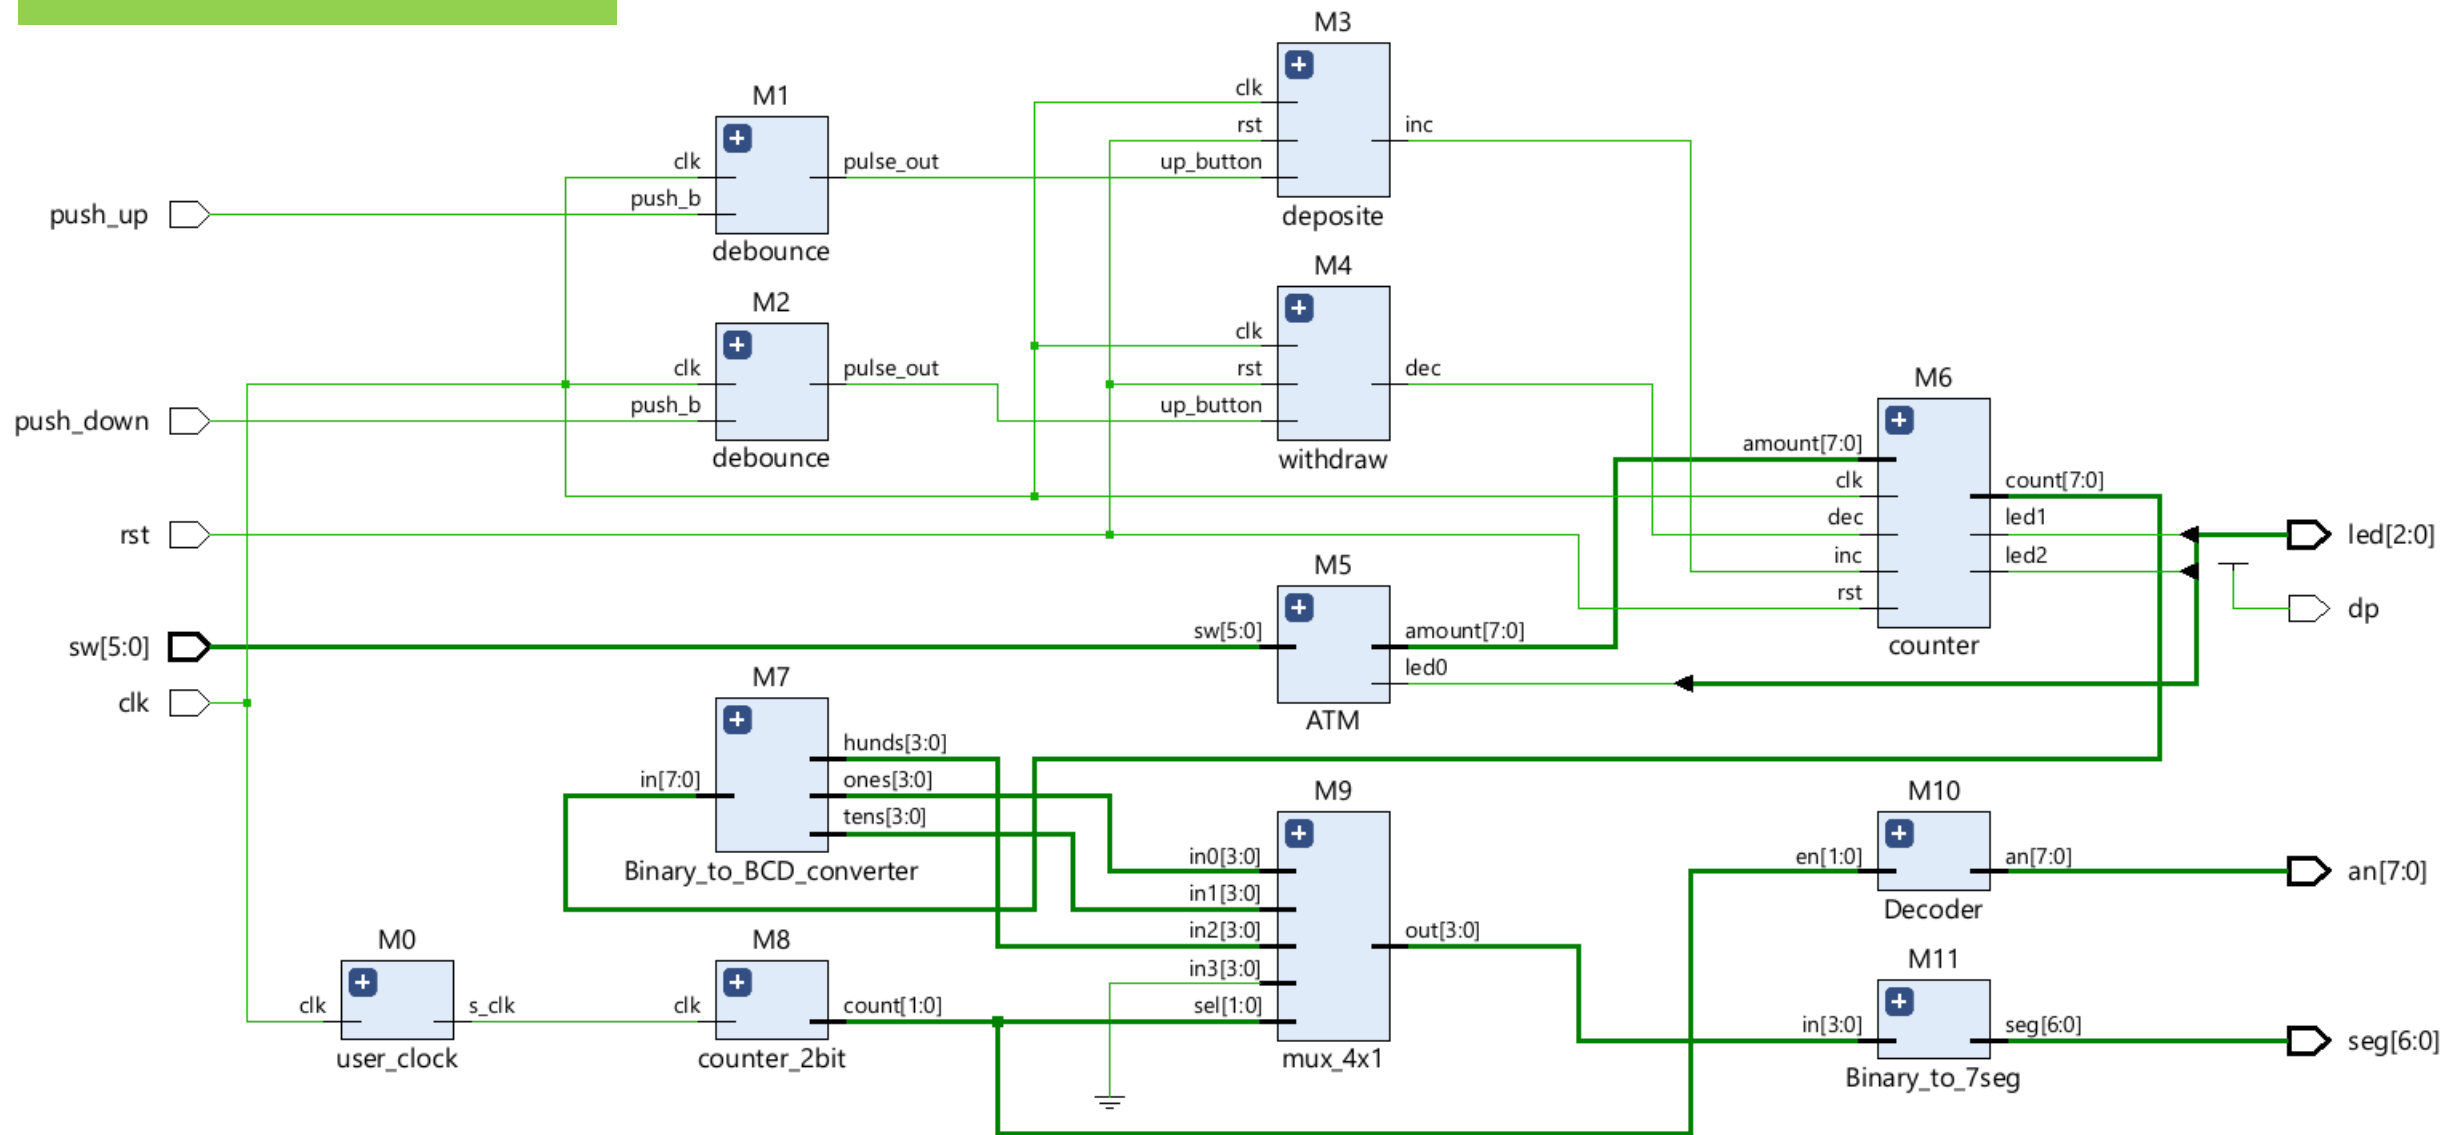 M3
clk
rst
up_button
inc
deposite
M1
clk
push_b
pulse_out
debounce
push_up
M4
clk
rst
up_button
dec
withdraw
M2
clk
push_b
pulse_out
debounce
push_down
rst
sw[5:0]
clk
M6
amount[7:0]
clk
dec
inc
rst
count[7:0]
led1
led2
counter
led[2:0]
dp
M5
sw[5:0]
amount[7:0]
led0
ATM
M7
in[7:0]
hunds[3:0]
ones[3:0]
tens[3:0]
Binary_to_BCD_converter
M9
in0[3:0]
in1[3:0]
in2[3:0]
in3[3:0]
sel[1:0]
out[3:0]
mux_4x1
M10
en[1:0]
an[7:0]
Decoder
an[7:0]
M0
clk
s_clk
user_clock
M8
clk
count[1:0]
counter_2bit
M11
in[3:0]
seg[6:0]
Binary_to_7seg
seg[6:0]